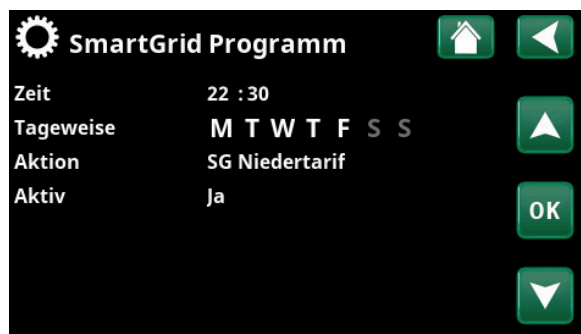 SmartGrid Programm
Zeit 22 :30
Tageweise M T W T F S S
Aktion SG Niedertarif
Aktiv Ja
OK